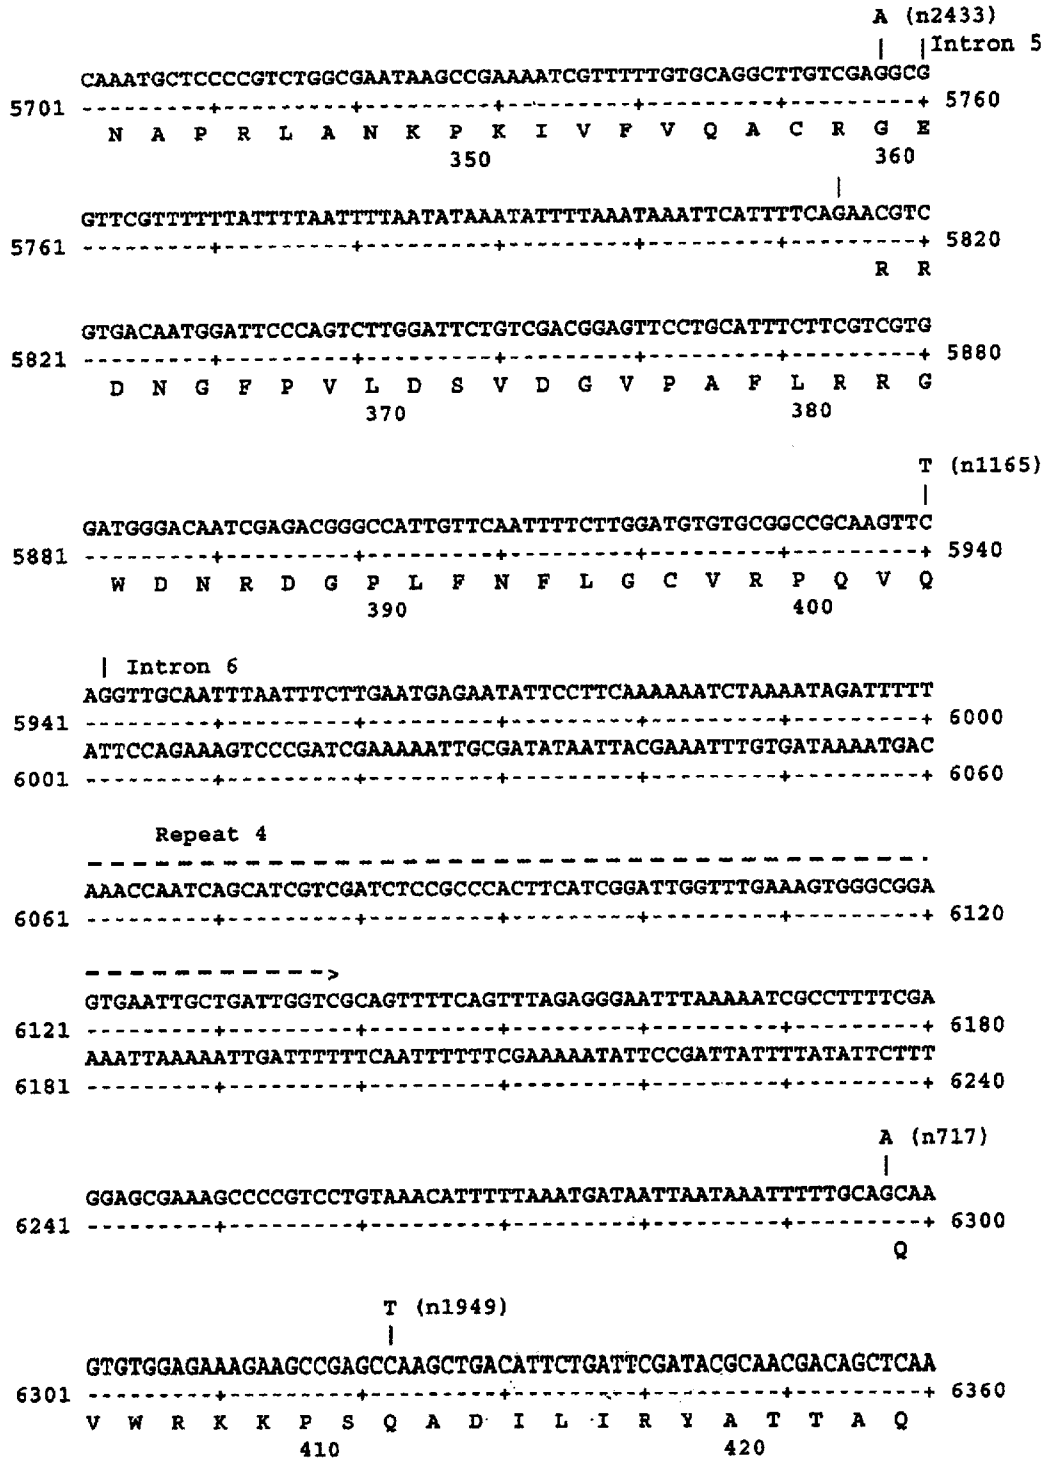 A (n2433)
| |Intron 5
CAAATGCTCCCCGTCTGGCGAATAAGCCGAAAATCGTTTTTGTGCAGGCTTGTCGAGGCG
5701 ---------+---------+---------+---------+---------+---------+ 5760
N A P R L A N K P K I V F V Q A C R G E
350 360
|
GTTCGTTTTTTATTTTAATTTTAATATAAATATTTTAAATAAATTCATTTTCAGAACGTC
5761 ---------+---------+---------+---------+---------+---------+ 5820
R R
GTGACAATGGATTCCCAGTCTTGGATTCTGTCGACGGAGTTCCTGCATTTCTTCGTCGTG
5821 ---------+---------+---------+---------+---------+---------+ 5880
D N G F P V L D S V D G V P A F L R R G
370 380
T (n1165)
|
GATGGGACAATCGAGACGGGCCATTGTTCAATTTTCTTGGATGTGTGCGGCCGCAAGTTC
5881 ---------+---------+---------+---------+---------+---------+ 5940
W D N R D G P L F N F L G C V R P Q V Q
390 400
| Intron 6
AGGTTGCAATTTAATTTCTTGAATGAGAATATTCCTTCAAAAAATCTAAAATAGATTTTT
5941 ---------+---------+---------+---------+---------+---------+ 6000
ATTCCAGAAAGTCCCGATCGAAAAATTGCGATATAATTACGAAATTTGTGATAAAATGAC
6001 ---------+---------+---------+---------+---------+---------+ 6060
Repeat 4
AAACCAATCAGCATCGTCGATCTCCGCCCACTTCATCGGATTGGTTTGAAAGTGGGCGGA
6061 ---------+---------+---------+---------+---------+---------+ 6120
GTGAATTGCTGATTGGTCGCAGTTTTCAGTTTAGAGGGAATTTAAAAATCGCCTTTTCGA
6121 ---------+---------+---------+---------+---------+---------+ 6180
AAATTAAAAATTGATTTTTTCAATTTTTTCGAAAAATATTCCGATTATTTTATATTCTTT
6181 ---------+---------+---------+---------+---------+---------+ 6240
A (n717)
|
GGAGCGAAAGCCCCGTCCTGTAAACATTTTTAAATGATAATTAATAAATTTTTGCAGCAA
6241 ---------+---------+---------+---------+---------+---------+ 6300
Q
T (n1949)
|
GTGTGGAGAAAGAAGCCGAGCCAAGCTGACATTCTGATTCGATACGCAACGACAGCTCAA
6301 ---------+---------+---------+---------+---------+---------+ 6360
V W R K K P S Q A D I L I R Y A T T A Q
410 420